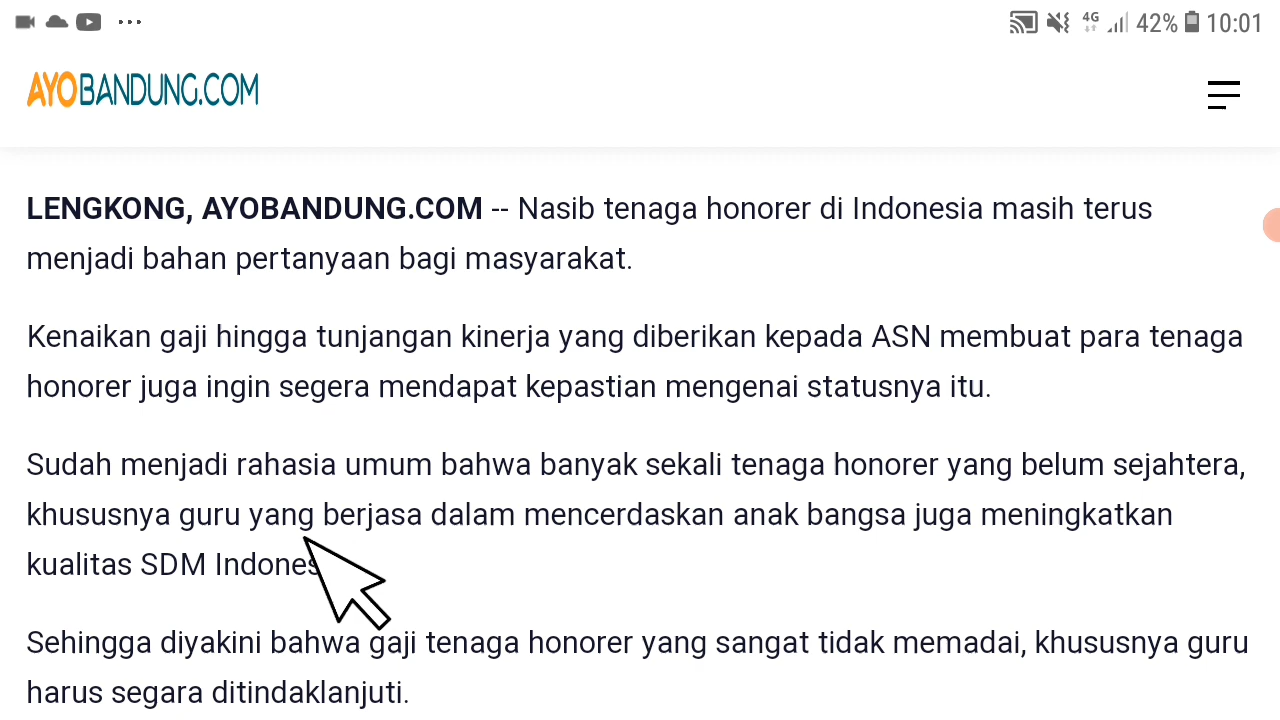 4G 42% 10:01
AYOBANDUNG.COM
LENGKONG, AYOBANDUNG.COM -- Nasib tenaga honorer di Indonesia masih terus
menjadi bahan pertanyaan bagi masyarakat.
Kenaikan gaji hingga tunjangan kinerja yang diberikan kepada ASN membuat para tenaga
honorer juga ingin segera mendapat kepastian mengenai statusnya itu.
Sudah menjadi rahasia umum bahwa banyak sekali tenaga honorer yang belum sejahtera,
khususnya guru yang berjasa dalam mencerdaskan anak bangsa juga meningkatkan
kualitas SDM Indones
Sehingga diyakini bahwa gaji tenaga honorer yang sangat tidak memadai, khususnya guru
harus segara ditindaklanjuti.